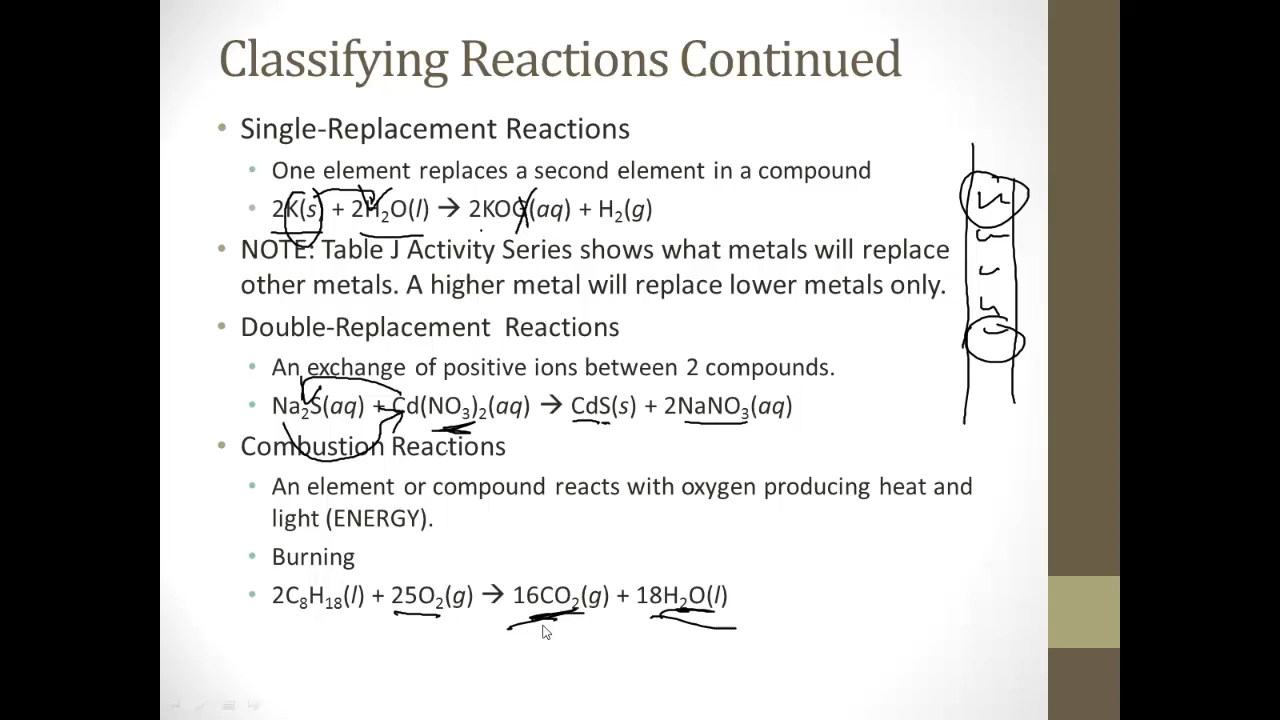 Classifying Reactions Continued
• Single-Replacement Reactions
• One element replaces a second element in a compound
• 2K(s) + 2H₂O(l) → 2KO (aq) + H₂(g)
• NOTE: Table J Activity Series shows what metals will replace
other metals. A higher metal will replace lower metals only.
• Double-Replacement Reactions
• An exchange of positive ions between 2 compounds.
• Na₂S(aq) + Cd(NO₃)₂(aq) → CdS(s) + 2NaNO₃(aq)
• Combustion Reactions
• An element or compound reacts with oxygen producing heat and
light (ENERGY).
• Burning
• 2C₈H₁₈(l) + 25O₂(g) → 16CO₂(g) + 18H₂O(l)